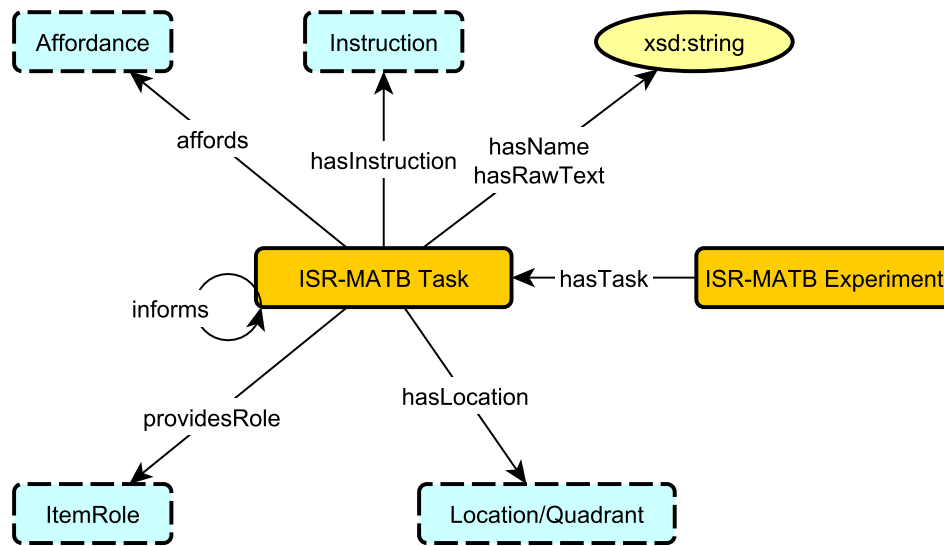 Affordance
Instruction
xsd:string
affords
hasInstruction
hasName
hasRawText
ISR-MATB Task
hasTask
ISR-MATB Experiment
informs
providesRole
hasLocation
ItemRole
Location/Quadrant